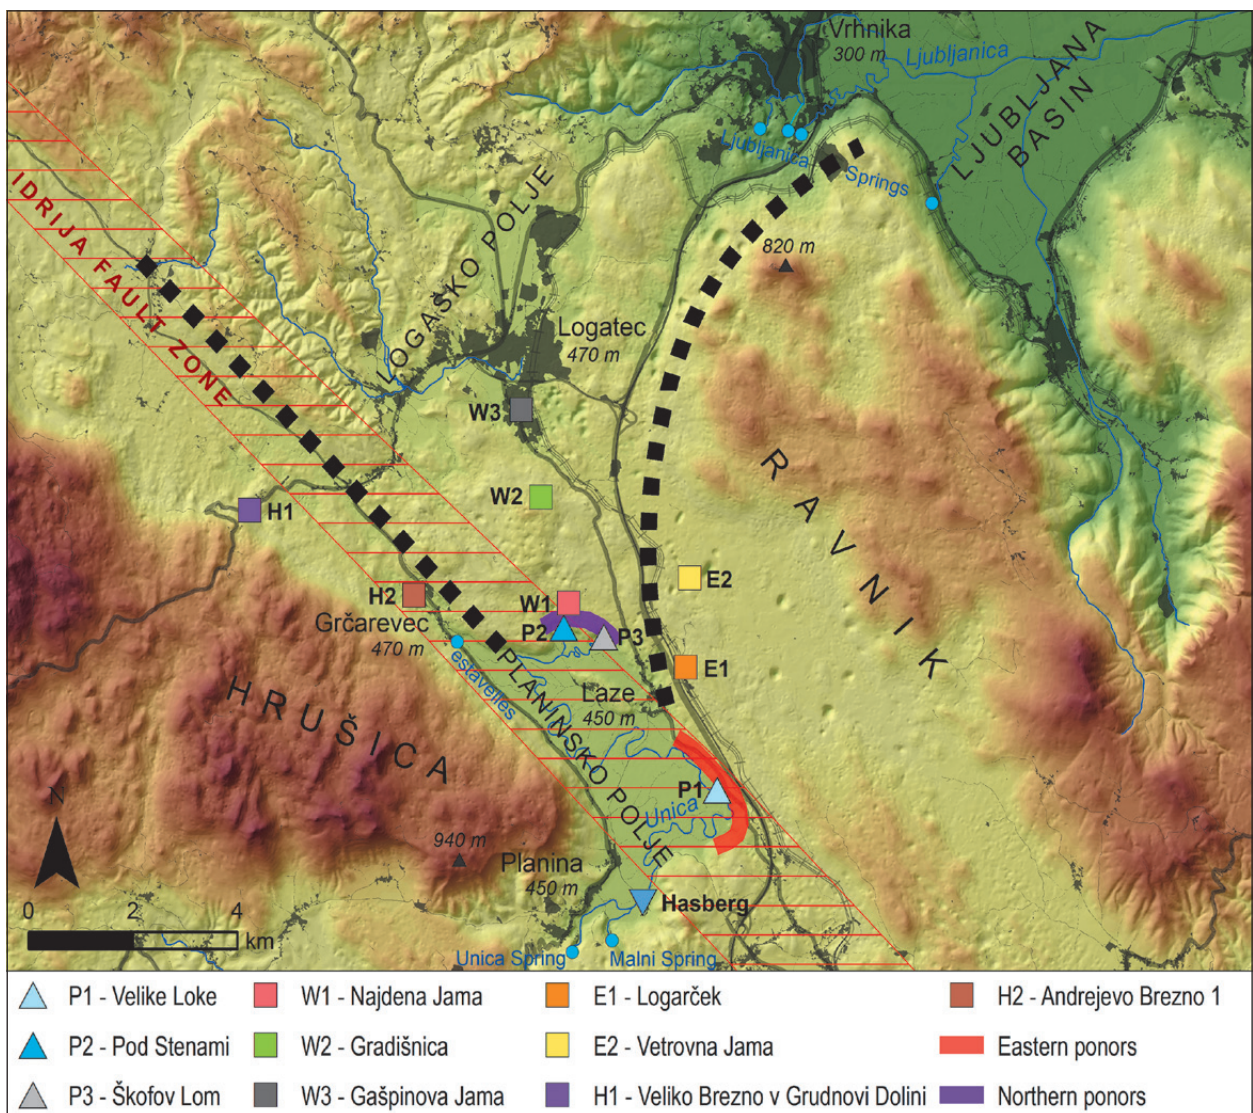 Vrhnika
300 m
Ljubljanica
LJUBLJANA
BASIN
Ljubljanica
Springs
820 m
IDRIJA FAULT ZONE
LOGAŠKO POLJE
Logatec
470 m
W3
W2
H1
RAVNIK
E2
H2
W1
Grčarevec
470 m
P2
P3
E1
estavelles
PLANINSKO POLJE
Laze
450 m
HRUŠICA
P1
Unica
N
940 m
Planina
450 m
Hasberg
0 2 4
km
Unica Spring
Malni Spring
P1 - Velike Loke
W1 - Najdena Jama
E1 - Logarček
H2 - Andrejevo Brezno 1
P2 - Pod Stenami
W2 - Gradišnica
E2 - Vetrovna Jama
Eastern ponors
P3 - Škofov Lom
W3 - Gašpinova Jama
H1 - Veliko Brezno v Grudnovi Dolini
Northern ponors